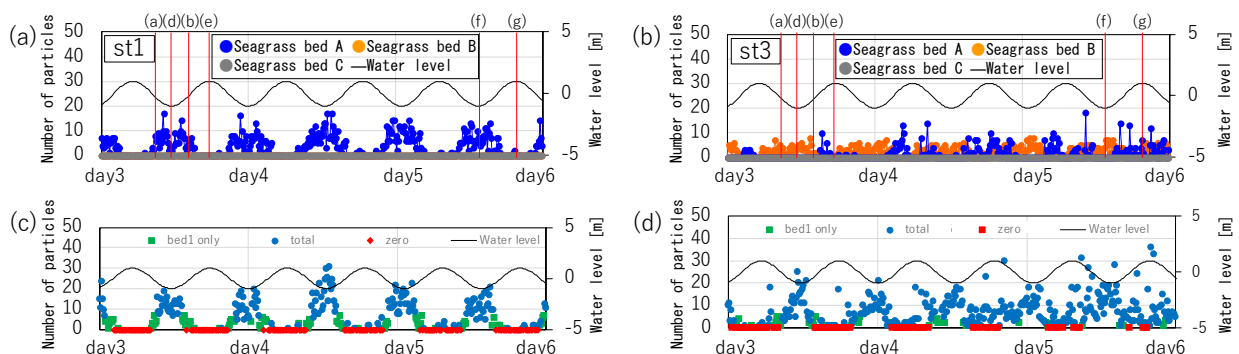 (a)
(a)(d)(b)(e) (f) (g)
st1
Seagrass bed A Seagrass bed B
Seagrass bed C Water level
Number of particles
50
40
30
20
10
0
5
0
-5
Water level [m]
day3 day4 day5 day6
(b)
(a)(d)(b)(e) (f) (g)
st3
Seagrass bed A Seagrass bed B
Seagrass bed C Water level
Number of particles
50
40
30
20
10
0
5
0
-5
Water level [m]
day3 day4 day5 day6
(c)
bed1 only total zero Water level
Number of particles
50
40
30
20
10
0
5
0
-5
Water level [m]
day3 day4 day5 day6
(d)
bed1 only total zero Water level
Number of particles
50
40
30
20
10
0
5
0
-5
Water level [m]
day3 day4 day5 day6